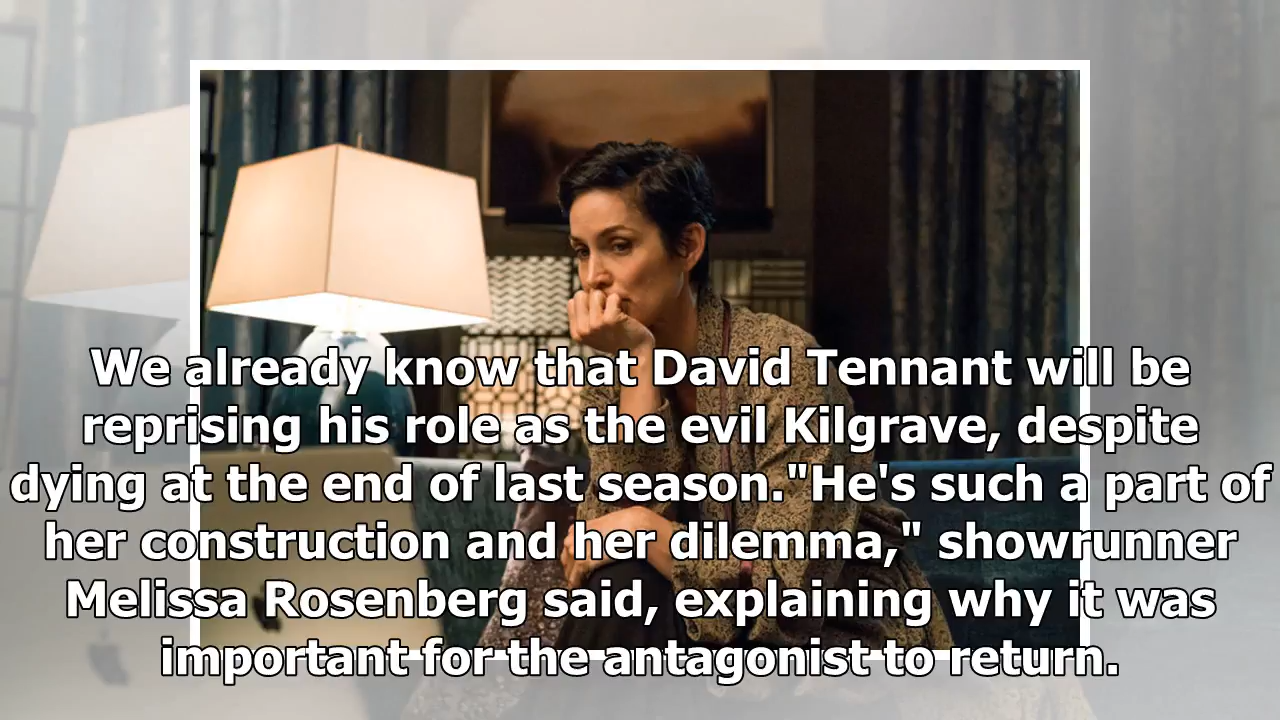 We already know that David Tennant will be
reprising his role as the evil Kilgrave, despite
dying at the end of last season."He's such a part of
her construction and her dilemma," showrunner
Melissa Rosenberg said, explaining why it was
important for the antagonist to return.